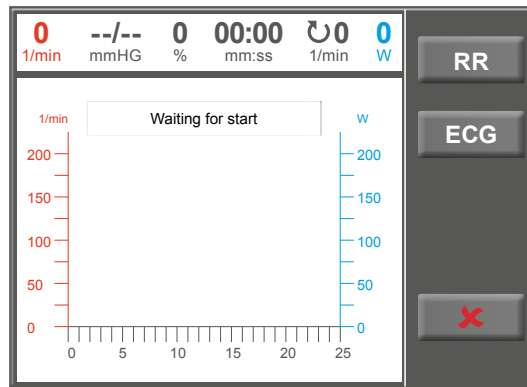 0 --/-- 0 00:00 ↻0 0
1/min mmHG % mm:ss 1/min W
RR
ECG
1/min Waiting for start W
200 200
150 150
100 100
50 50
0 0
0 5 10 15 20 25